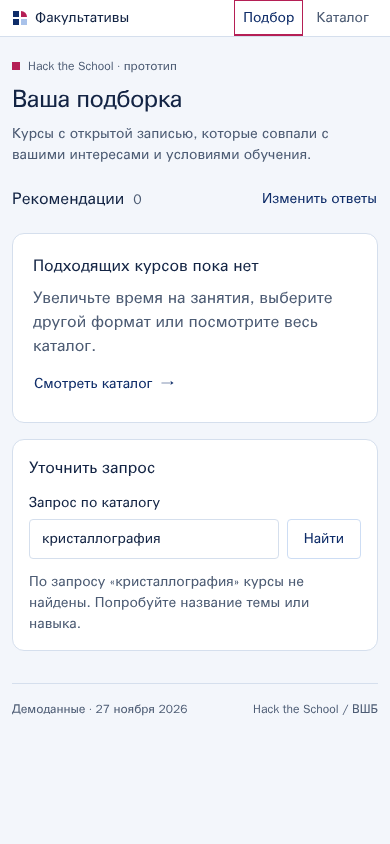 Факультативы
Подбор
Каталог
Hack the School · прототип
Ваша подборка
Курсы с открытой записью, которые совпали с
вашими интересами и условиями обучения.
Рекомендации 0
Изменить ответы
Подходящих курсов пока нет
Увеличьте время на занятия, выберите
другой формат или посмотрите весь
каталог.
Смотреть каталог →
Уточнить запрос
Запрос по каталогу
кристаллография
Найти
По запросу «кристаллография» курсы не
найдены. Попробуйте название темы или
навыка.
Демоданные · 27 ноября 2026
Hack the School / ВШБ